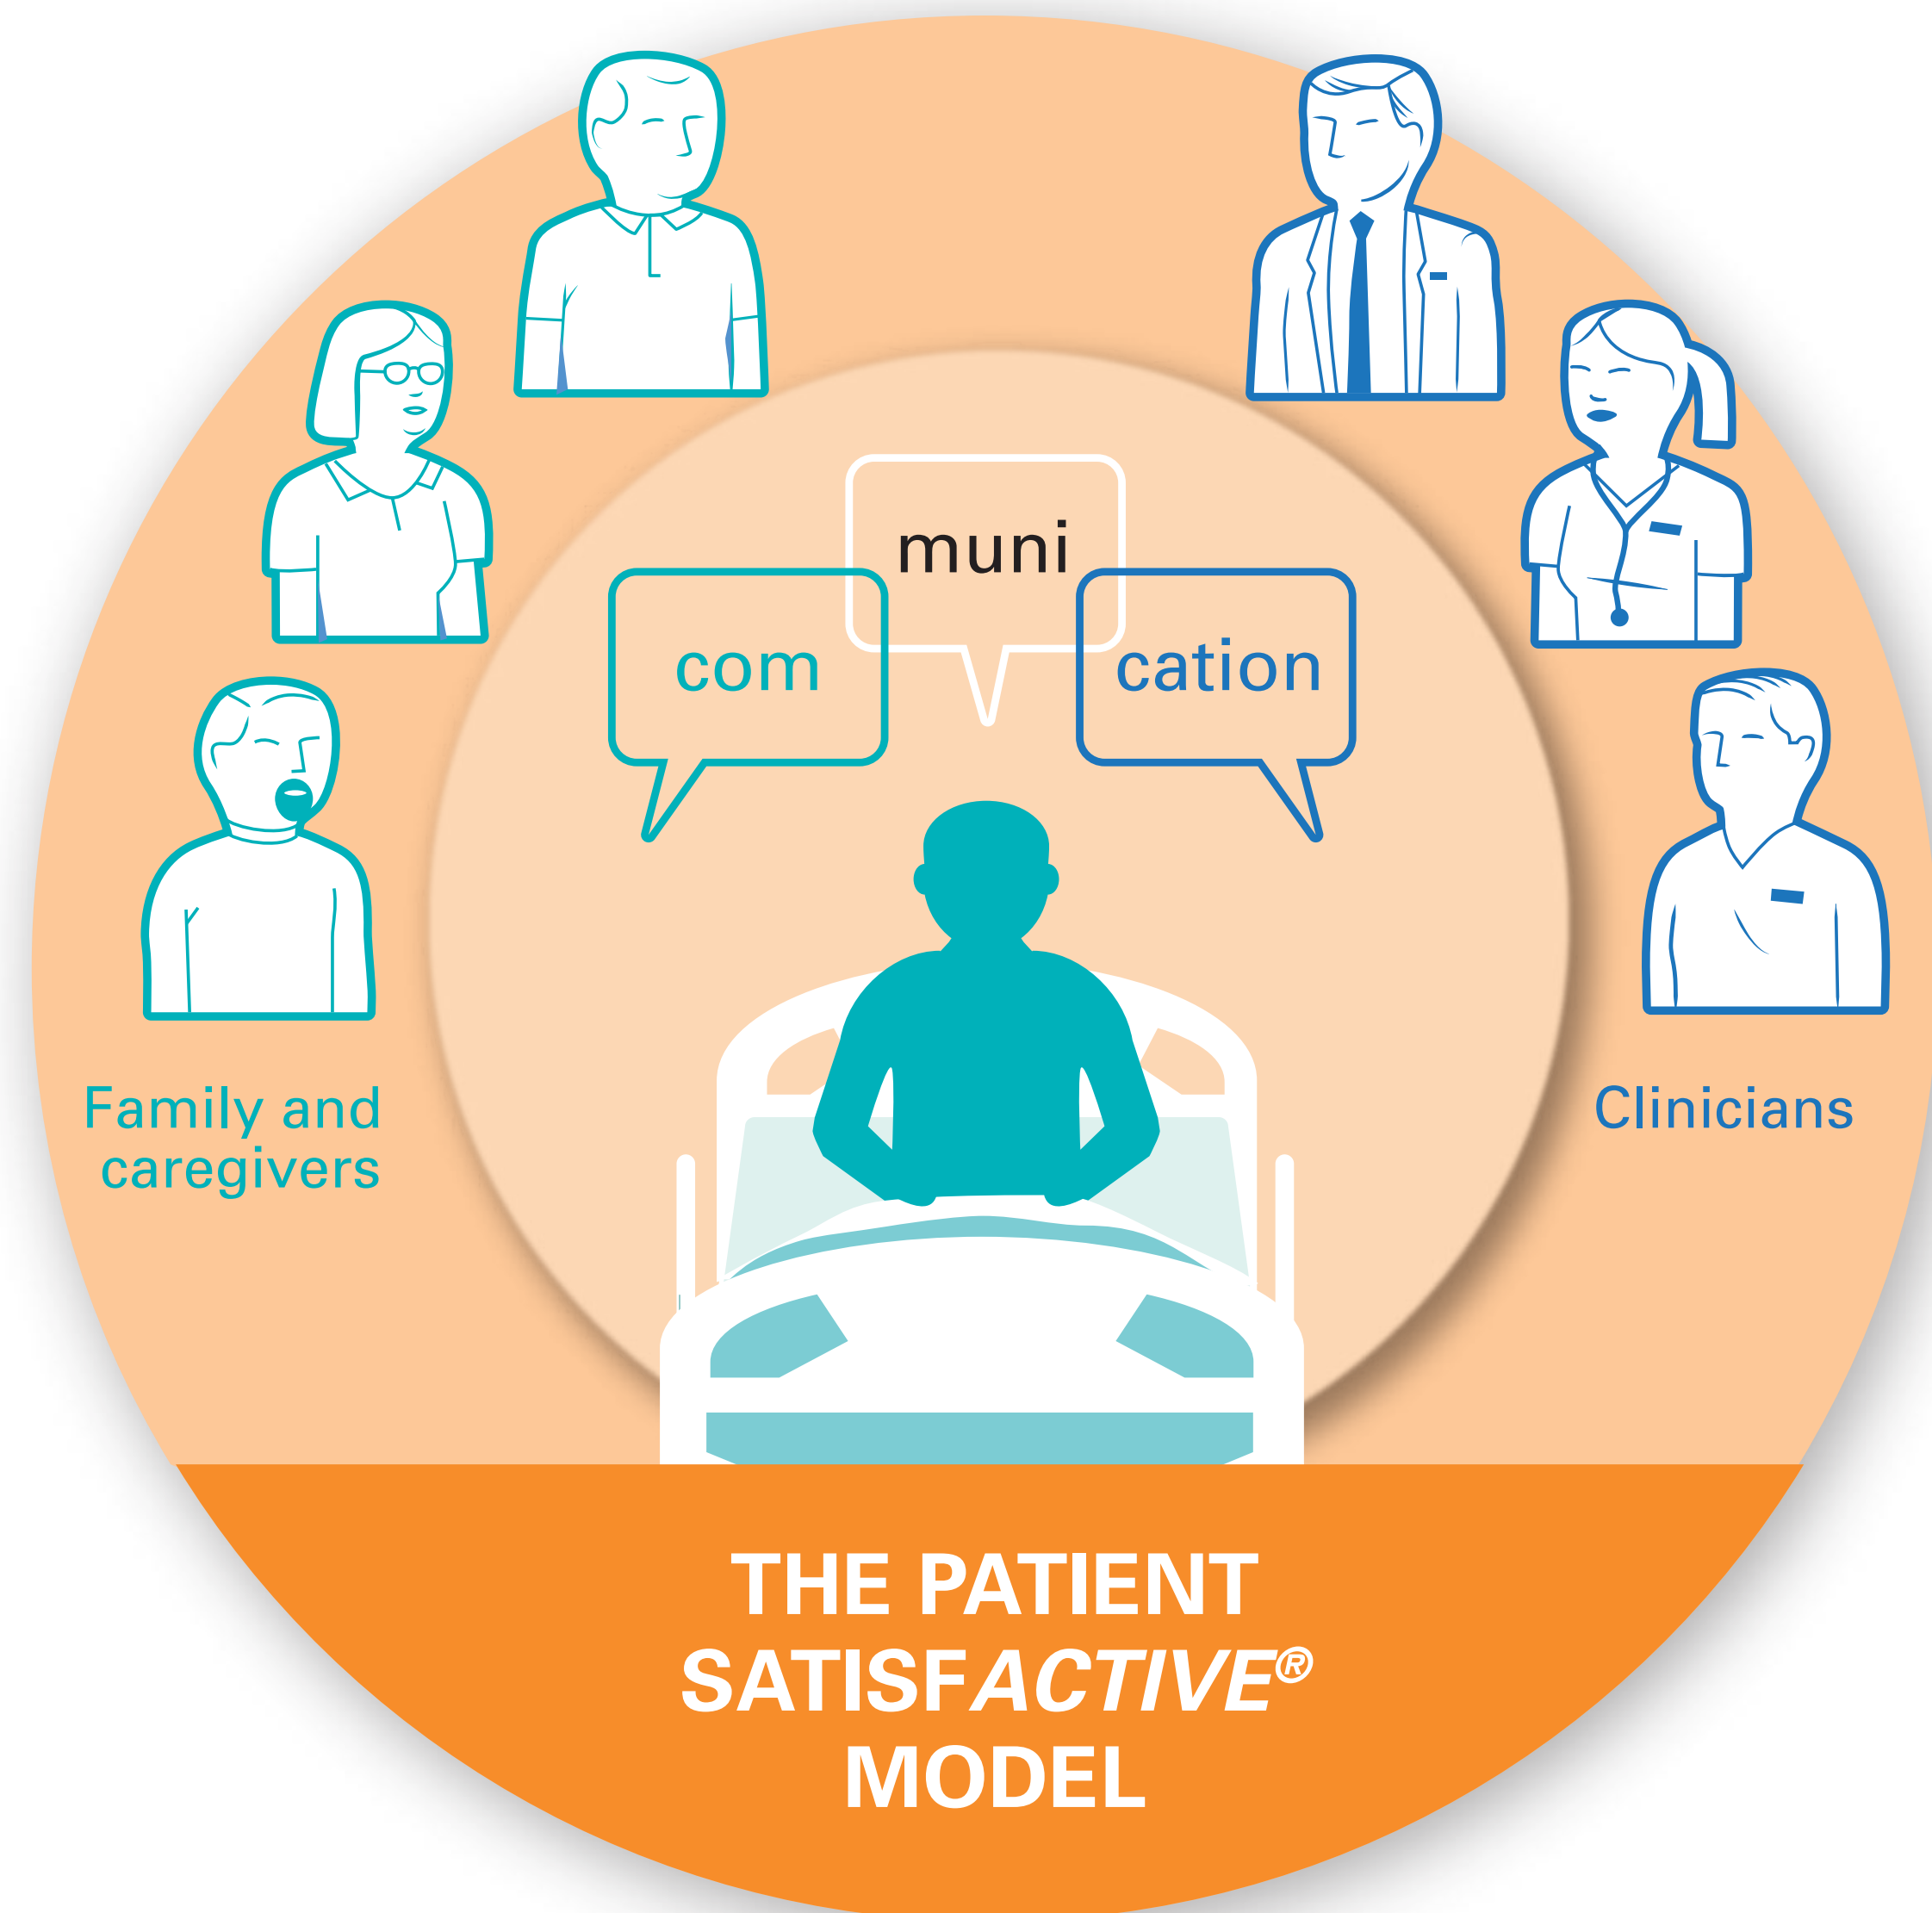 muni
com
cation
Family and
caregivers
Clinicians
THE PATIENT
SATISFACTIVE®
MODEL